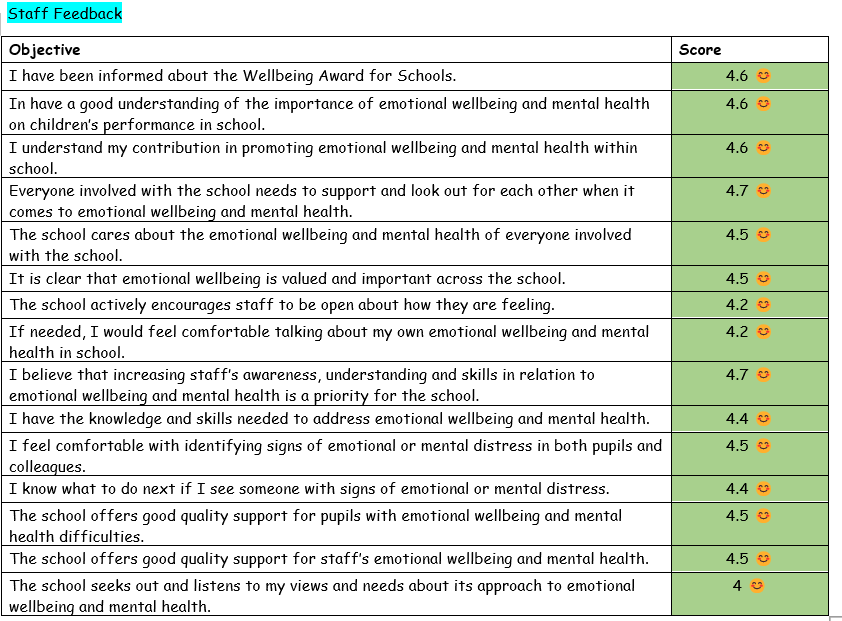 Staff Feedback
Objective Score
I have been informed about the Wellbeing Award for Schools. 4.6 😊
In have a good understanding of the importance of emotional wellbeing and mental health 4.6 😊
on children's performance in school.
I understand my contribution in promoting emotional wellbeing and mental health within 4.6 😊
school.
Everyone involved with the school needs to support and look out for each other when it 4.7 😊
comes to emotional wellbeing and mental health.
The school cares about the emotional wellbeing and mental health of everyone involved 4.5 😊
with the school.
It is clear that emotional wellbeing is valued and important across the school. 4.5 😊
The school actively encourages staff to be open about how they are feeling. 4.2 😊
If needed, I would feel comfortable talking about my own emotional wellbeing and mental 4.2 😊
health in school.
I believe that increasing staff's awareness, understanding and skills in relation to 4.7 😊
emotional wellbeing and mental health is a priority for the school.
I have the knowledge and skills needed to address emotional wellbeing and mental health. 4.4 😊
I feel comfortable with identifying signs of emotional or mental distress in both pupils and 4.5 😊
colleagues.
I know what to do next if I see someone with signs of emotional or mental distress. 4.4 😊
The school offers good quality support for pupils with emotional wellbeing and mental 4.5 😊
health difficulties.
The school offers good quality support for staff's emotional wellbeing and mental health. 4.5 😊
The school seeks out and listens to my views and needs about its approach to emotional 4 😊
wellbeing and mental health.